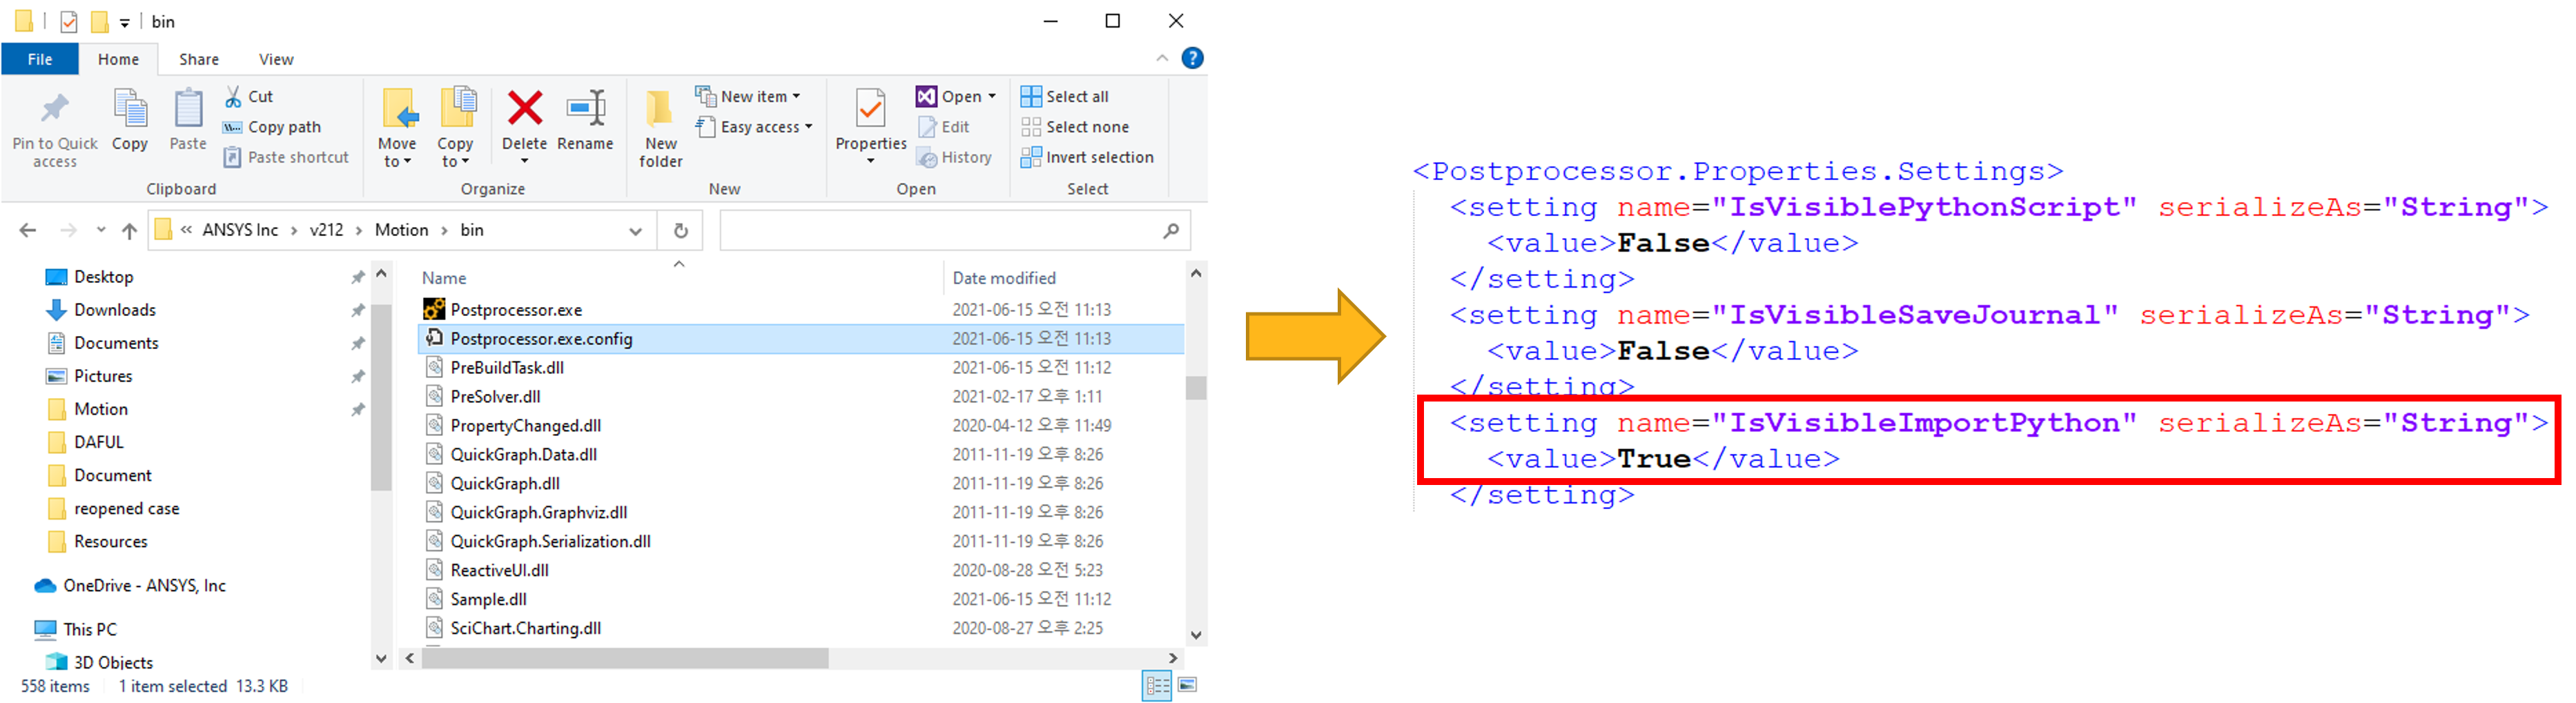 bin
File Home Share View
Pin to Quick access
Copy
Paste
Cut
Copy path
Paste shortcut
Clipboard
Move to
Copy to
Delete
Rename
Organize
New folder
New item
Easy access
New
Properties
Open
Edit
History
Open
Select all
Select none
Invert selection
Select
« ANSYS Inc › v212 › Motion › bin
Desktop
Downloads
Documents
Pictures
Motion
DAFUL
Document
reopened case
Resources
OneDrive - ANSYS, Inc
This PC
3D Objects
Name Date modified
Postprocessor.exe 2021-06-15 오전 11:13
Postprocessor.exe.config 2021-06-15 오전 11:13
PreBuildTask.dll 2021-06-15 오전 11:12
PreSolver.dll 2021-02-17 오후 1:11
PropertyChanged.dll 2020-04-12 오후 11:49
QuickGraph.Data.dll 2011-11-19 오후 8:26
QuickGraph.dll 2011-11-19 오후 8:26
QuickGraph.Graphviz.dll 2011-11-19 오후 8:26
QuickGraph.Serialization.dll 2011-11-19 오후 8:26
ReactiveUI.dll 2020-08-28 오전 5:23
Sample.dll 2021-06-15 오전 11:12
SciChart.Charting.dll 2020-08-27 오후 2:25
558 items 1 item selected 13.3 KB
<Postprocessor.Properties.Settings>
<setting name="IsVisiblePythonScript" serializeAs="String">
<value>False</value>
</setting>
<setting name="IsVisibleSaveJournal" serializeAs="String">
<value>False</value>
</setting>
<setting name="IsVisibleImportPython" serializeAs="String">
<value>True</value>
</setting>